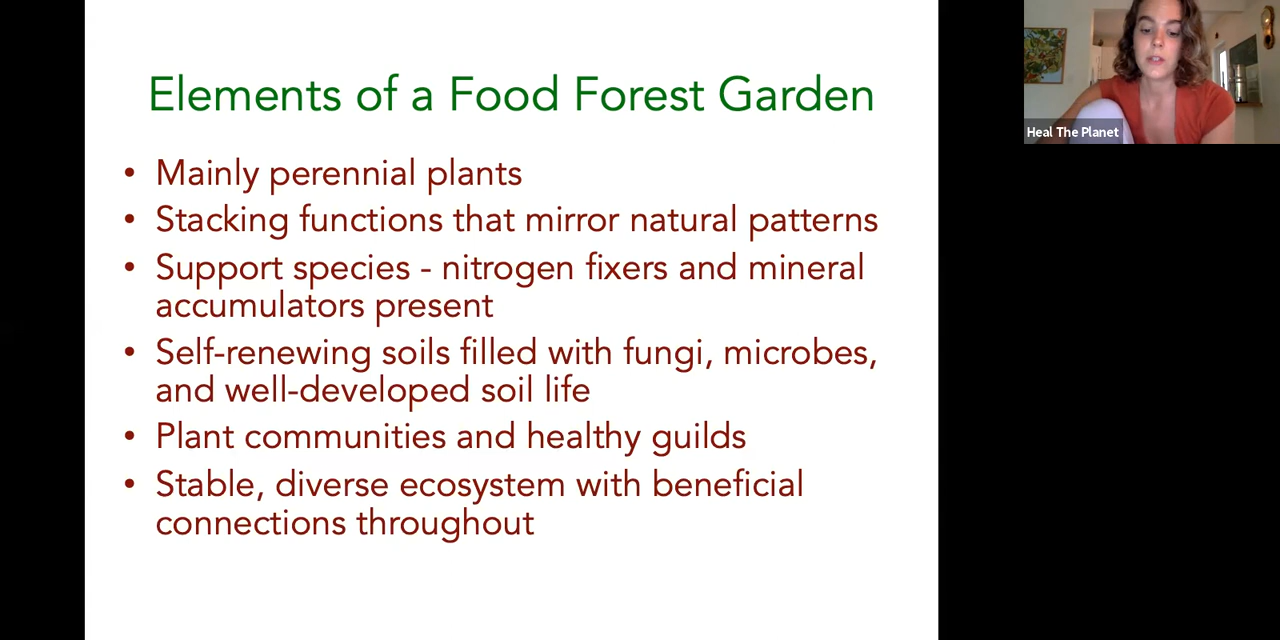 Elements of a Food Forest Garden
• Mainly perennial plants
• Stacking functions that mirror natural patterns
• Support species - nitrogen fixers and mineral
accumulators present
• Self-renewing soils filled with fungi, microbes,
and well-developed soil life
• Plant communities and healthy guilds
• Stable, diverse ecosystem with beneficial
connections throughout
Heal The Planet